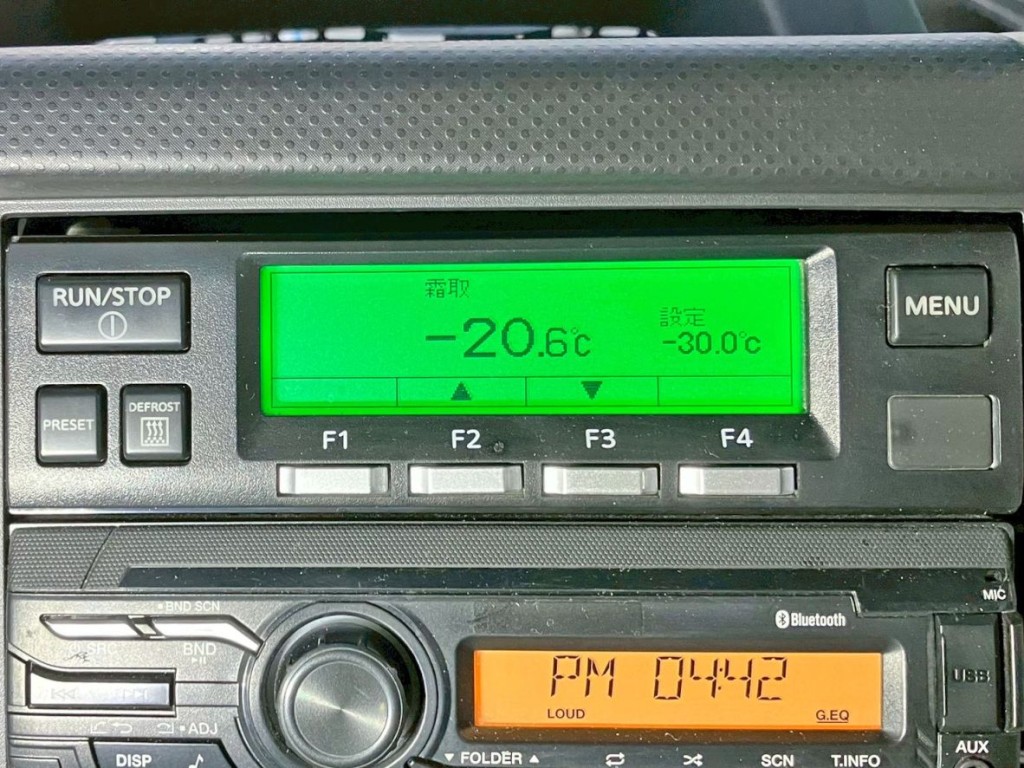 RUN/STOP
霜取
-20.6℃
設定
-30.0℃
▲ ▼
MENU
PRESET
DEFROST
F1 F2 F3 F4
MIC
BND SCN
Bluetooth
SRC
BND
PM 04:42
LOUD
G.EQ
USB
ADJ
DISP
▼ FOLDER ▲
SCN
T.INFO
AUX